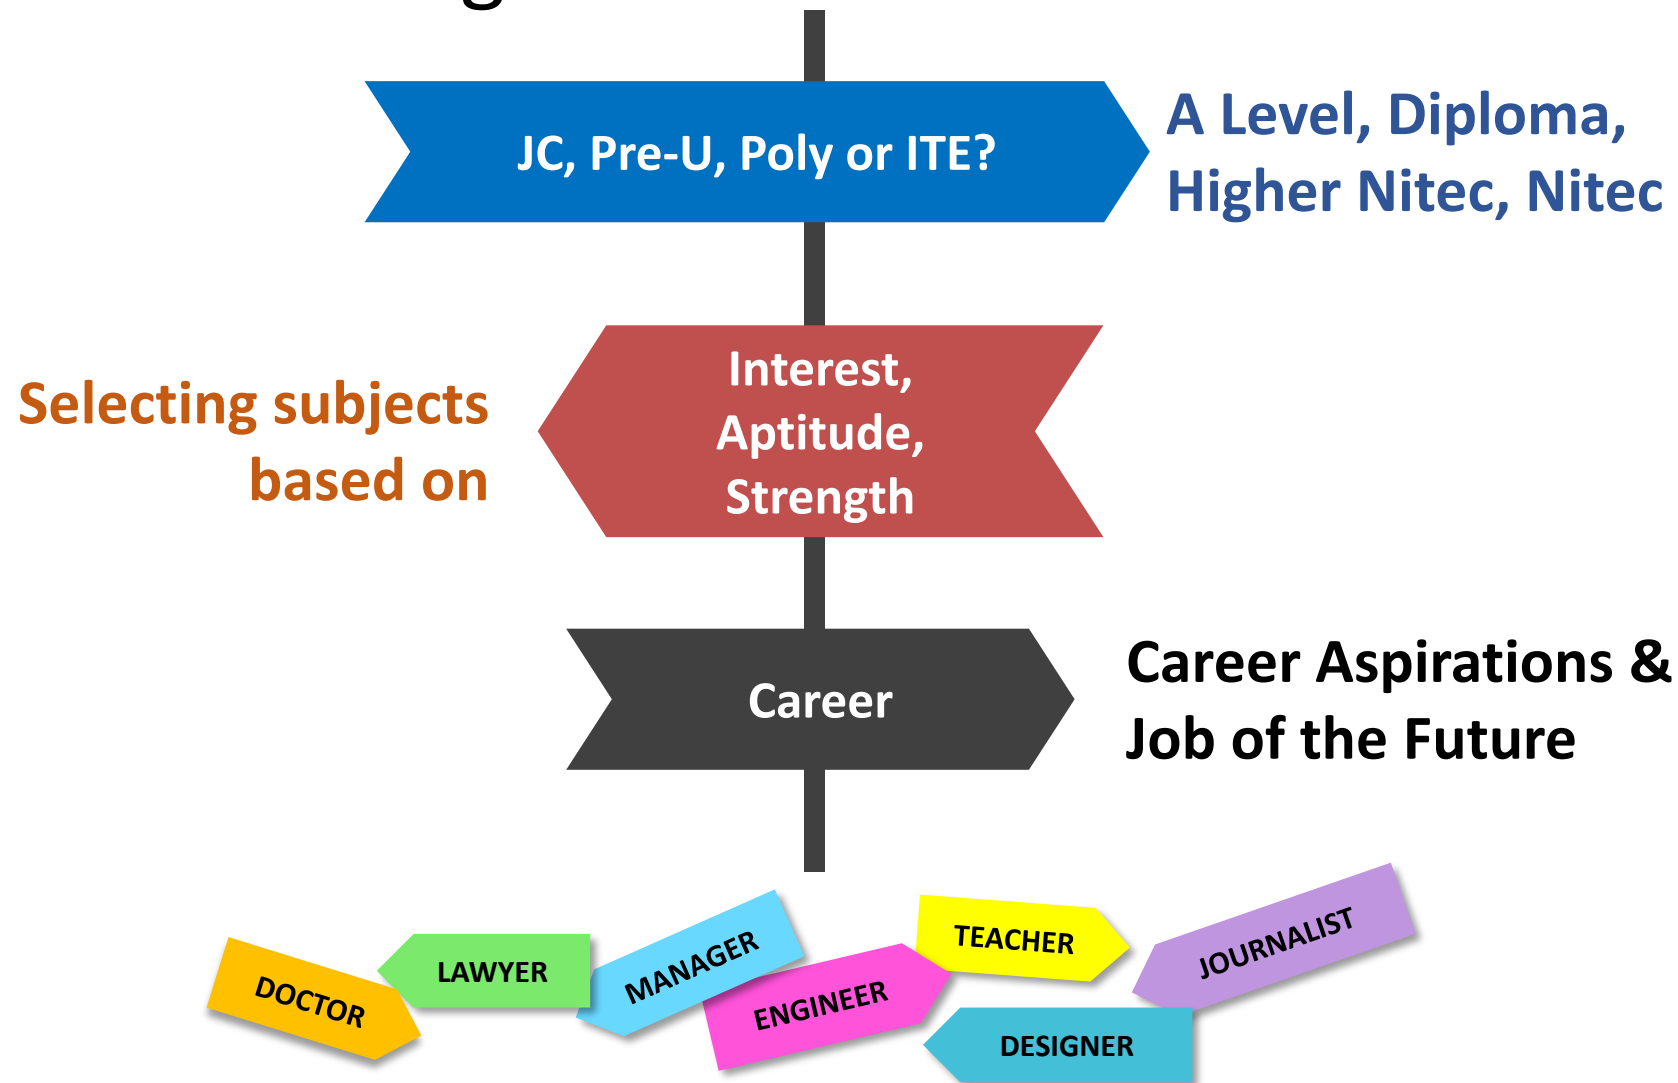 JC, Pre-U, Poly or ITE?
A Level, Diploma,
Higher Nitec, Nitec
Selecting subjects
based on
Interest,
Aptitude,
Strength
Career
Career Aspirations &
Job of the Future
DOCTOR
LAWYER
MANAGER
ENGINEER
TEACHER
JOURNALIST
DESIGNER